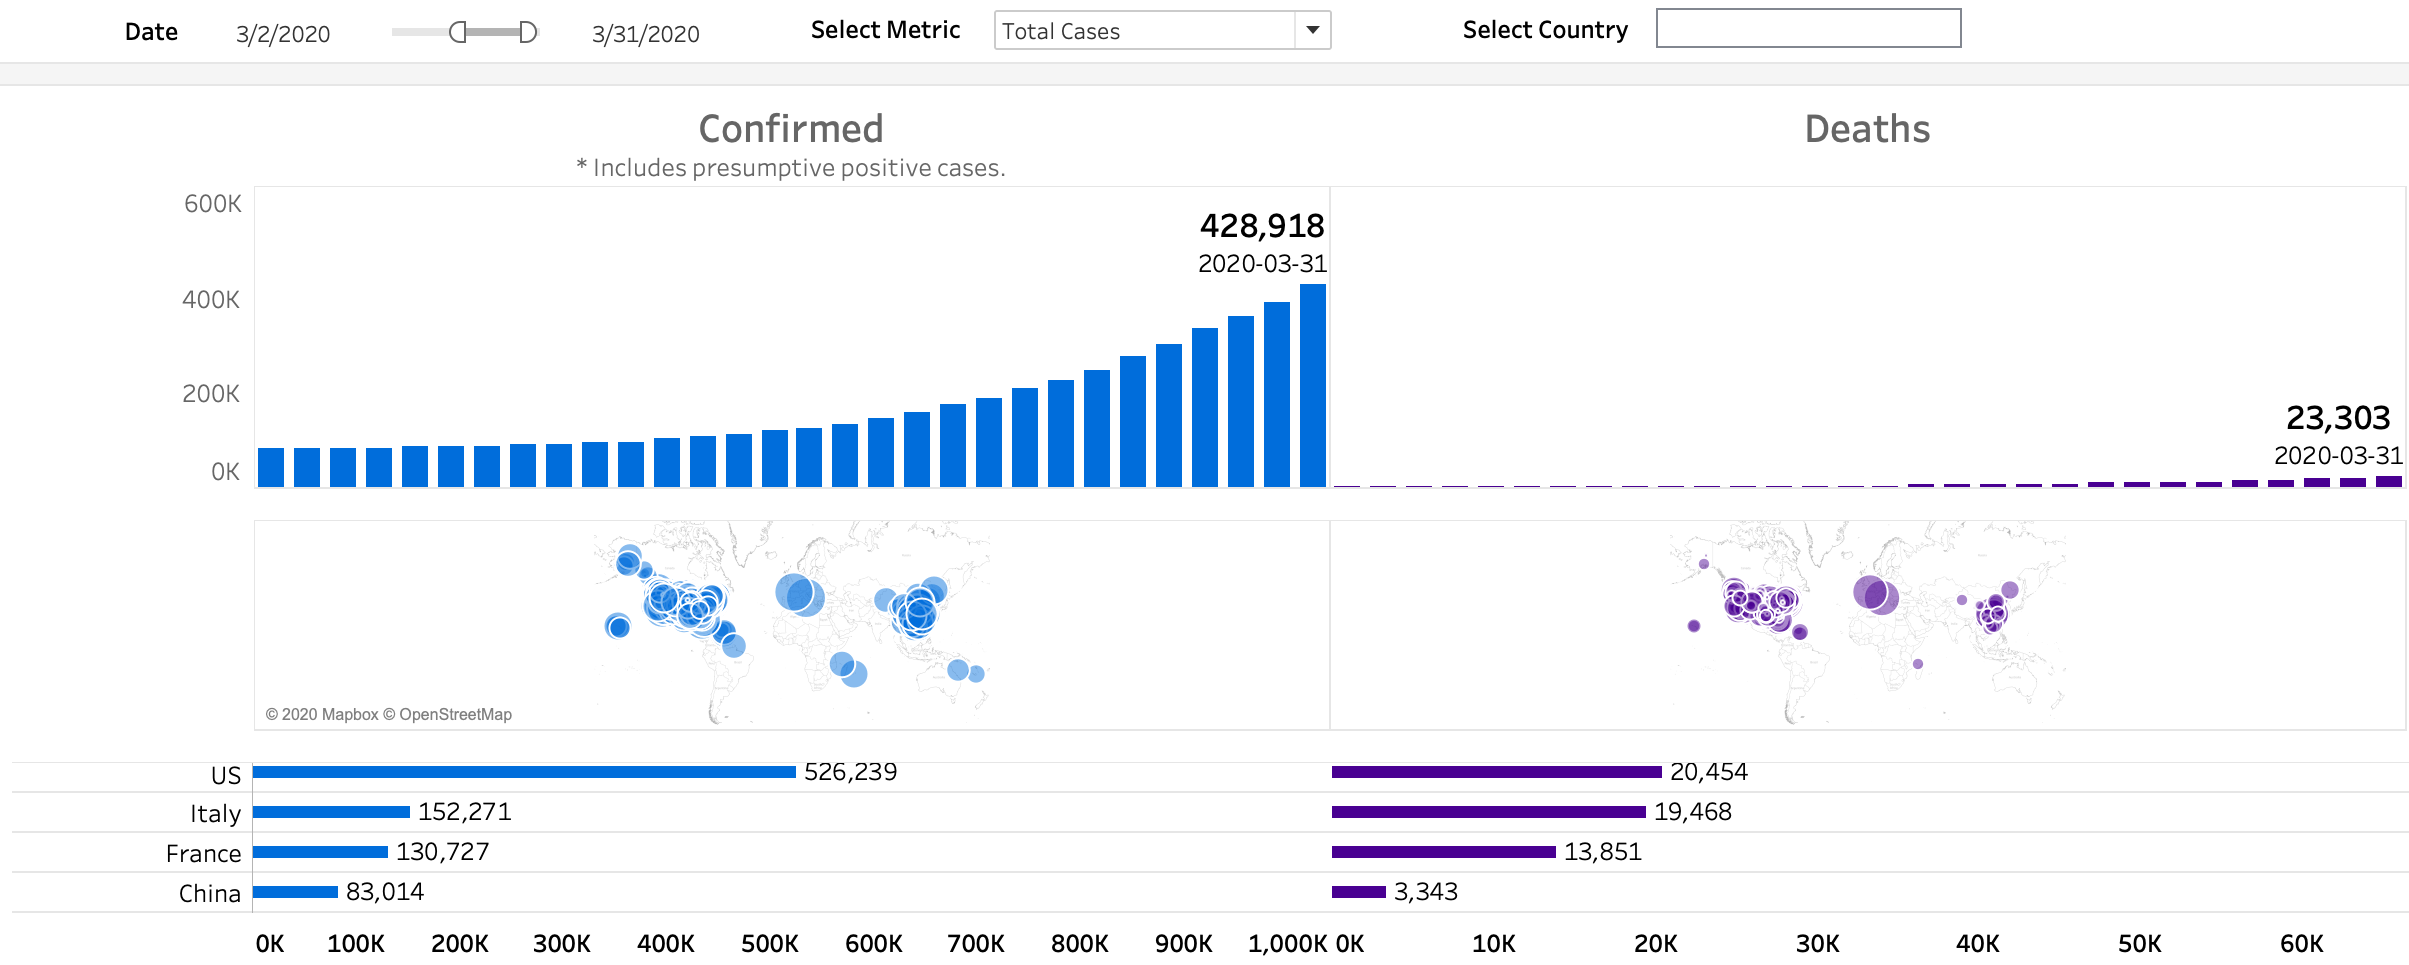 Date 3/2/2020 3/31/2020 Select Metric Total Cases Select Country
Confirmed
* Includes presumptive positive cases.
Deaths
600K
400K
200K
0K
428,918
2020-03-31
23,303
2020-03-31
© 2020 Mapbox © OpenStreetMap
US 526,239 20,454
Italy 152,271 19,468
France 130,727 13,851
China 83,014 3,343
0K 100K 200K 300K 400K 500K 600K 700K 800K 900K 1,000K 0K 10K 20K 30K 40K 50K 60K